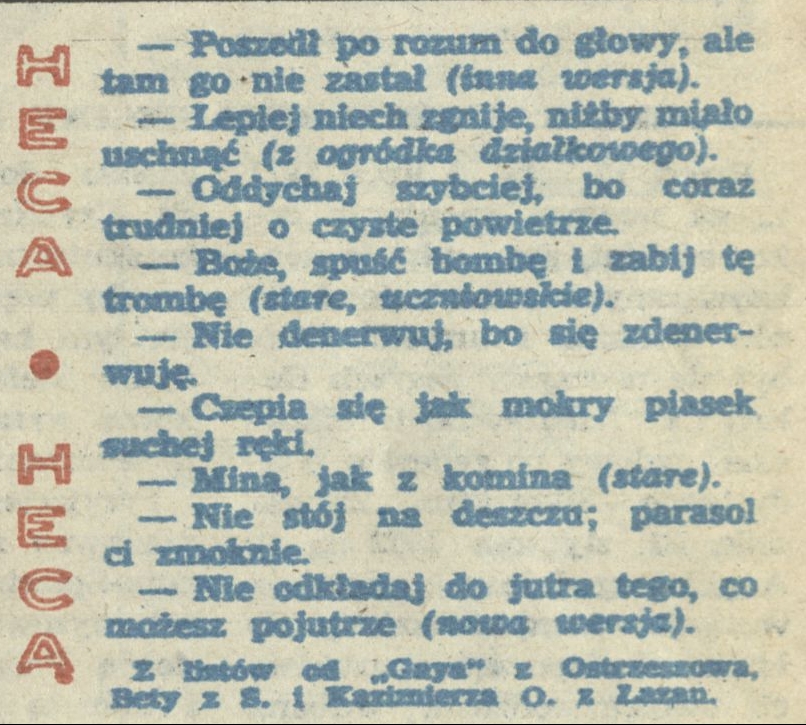 HECA • HECA
— Poszedł po rozum do głowy, ale
tam go nie zastał (inna wersja).
— Lepiej niech zgnije, niżby miało
uschnąć (z ogródka działkowego).
— Oddychaj szybciej, bo coraz
trudniej o czyste powietrze.
— Boże, spuść bombę i zabij tę
trombę (stare, uczniowskie).
— Nie denerwuj, bo się zdener-
wuję.
— Czepia się jak mokry piasek
suchej ręki.
— Mina, jak z komina (stare).
— Nie stój na deszczu; parasol
ci zmoknie.
— Nie odkładaj do jutra tego, co
możesz pojutrze (nowa wersja).
Z listów od „Gaya” z Ostrzeszowa,
Bety z S. i Kazimierza O. z Łazan.